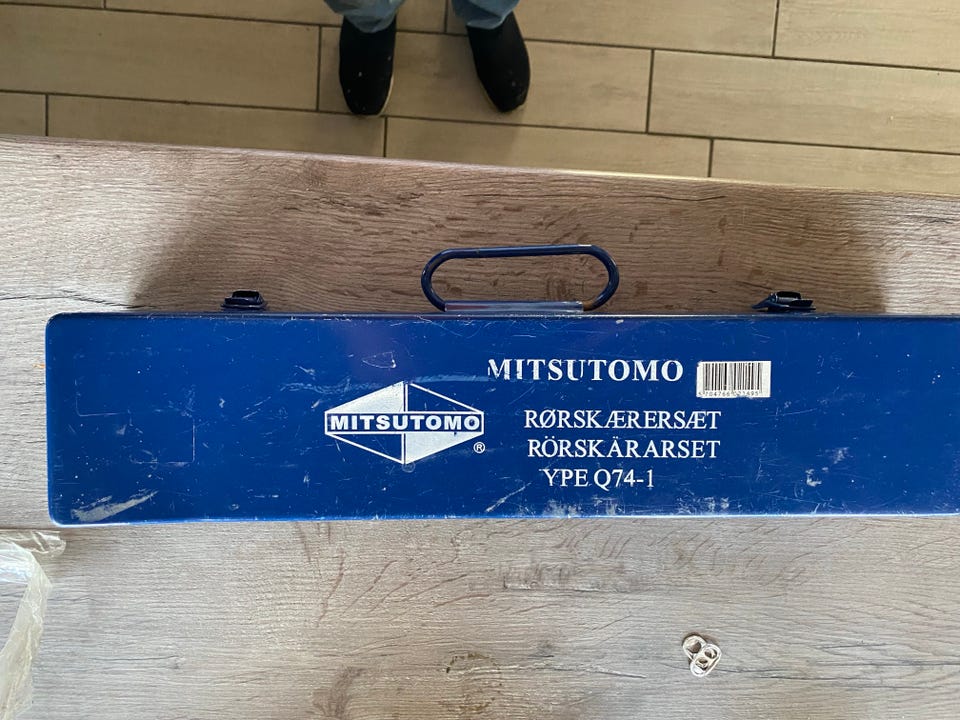 MITSUTOMO
MITSUTOMO ®
RØRSKÆRERSÆT
RÖRSKÄRARSET
YPE Q74-1